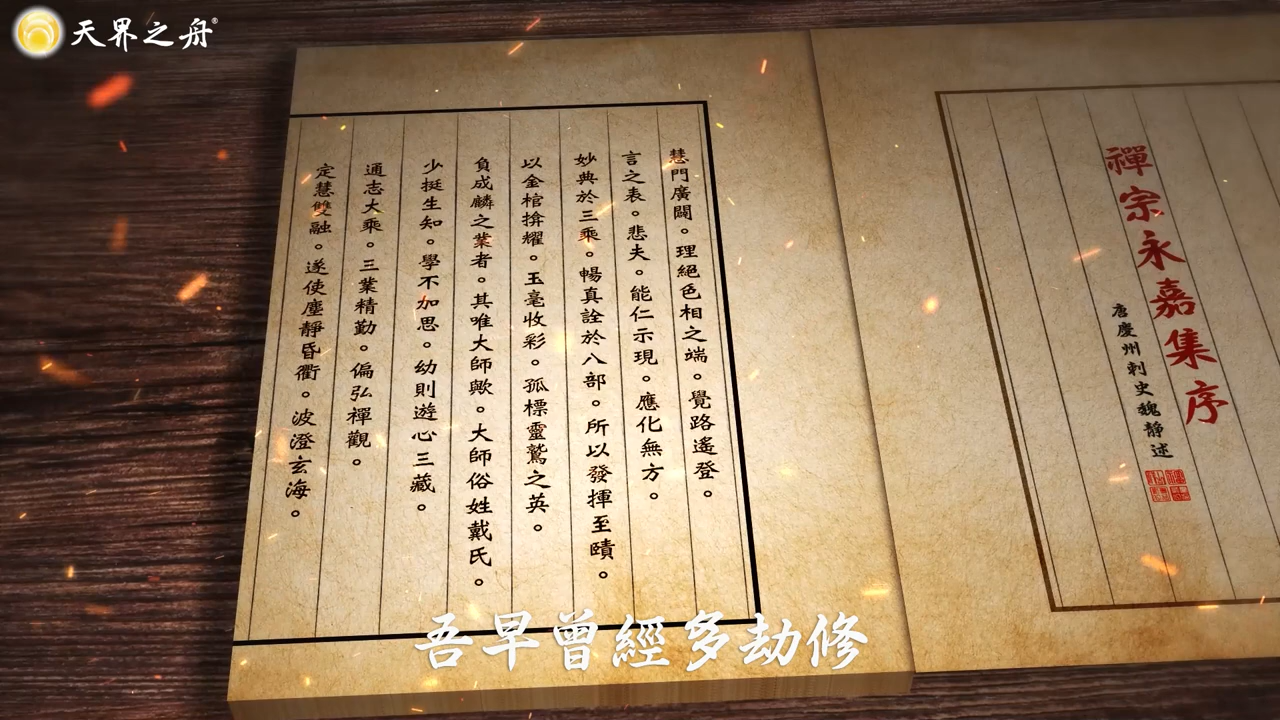 天界之舟
禪宗永嘉集序
唐慶州刺史魏靜述
慧門廣闢。理絕色相之端。覺路遙登。
言之表。悲夫。能仁示現。應化無方。
妙典於三乘。暢真詮於八部。所以發揮至賾。
以金棺揜耀。玉毫收彩。孤標靈鷲之英。
負成麟之業者。其唯大師歟。大師俗姓戴氏。
少挺生知。學不加思。幼則遊心三藏。
通志大乘。三業精勤。偏弘禪觀。
定慧雙融。遂使塵靜昏衢。波澄玄海。
吾早曾經多劫修